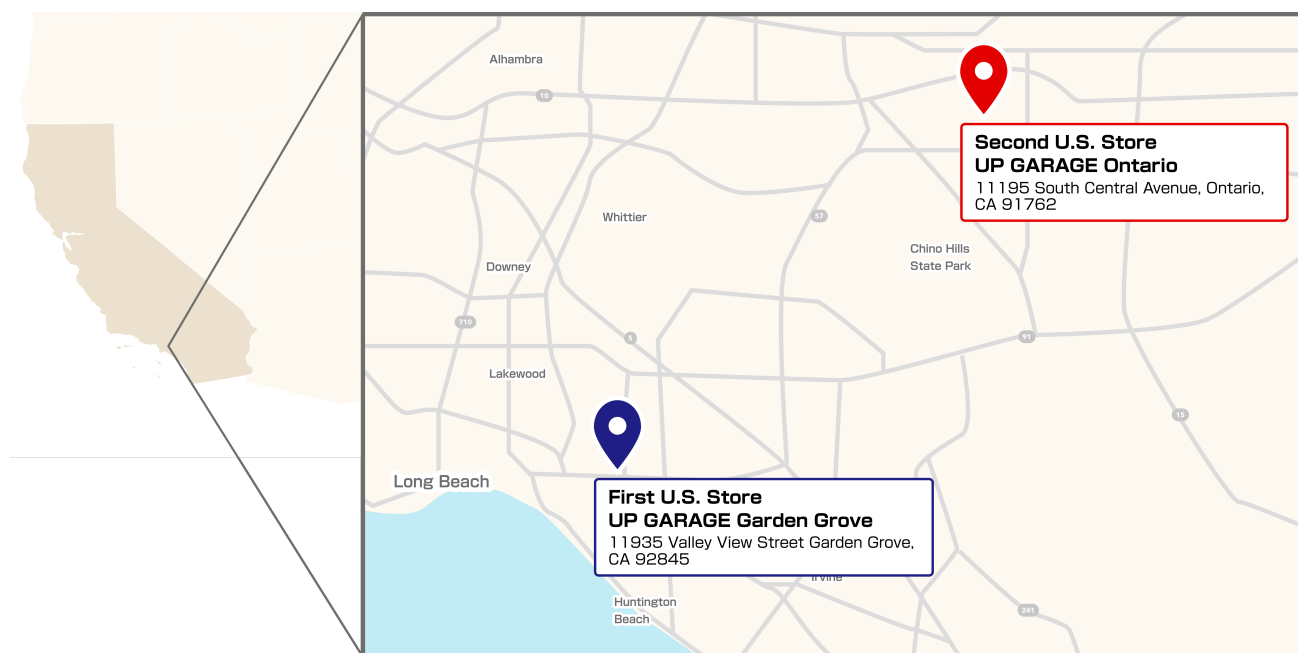 Alhambra
10
Second U.S. Store
UP GARAGE Ontario
11195 South Central Avenue, Ontario,
CA 91762
Whittier
57
Chino Hills
State Park
Downey
710
5
91
Lakewood
15
Long Beach
First U.S. Store
UP GARAGE Garden Grove
11935 Valley View Street Garden Grove,
CA 92845
Irvine
Huntington
Beach
241